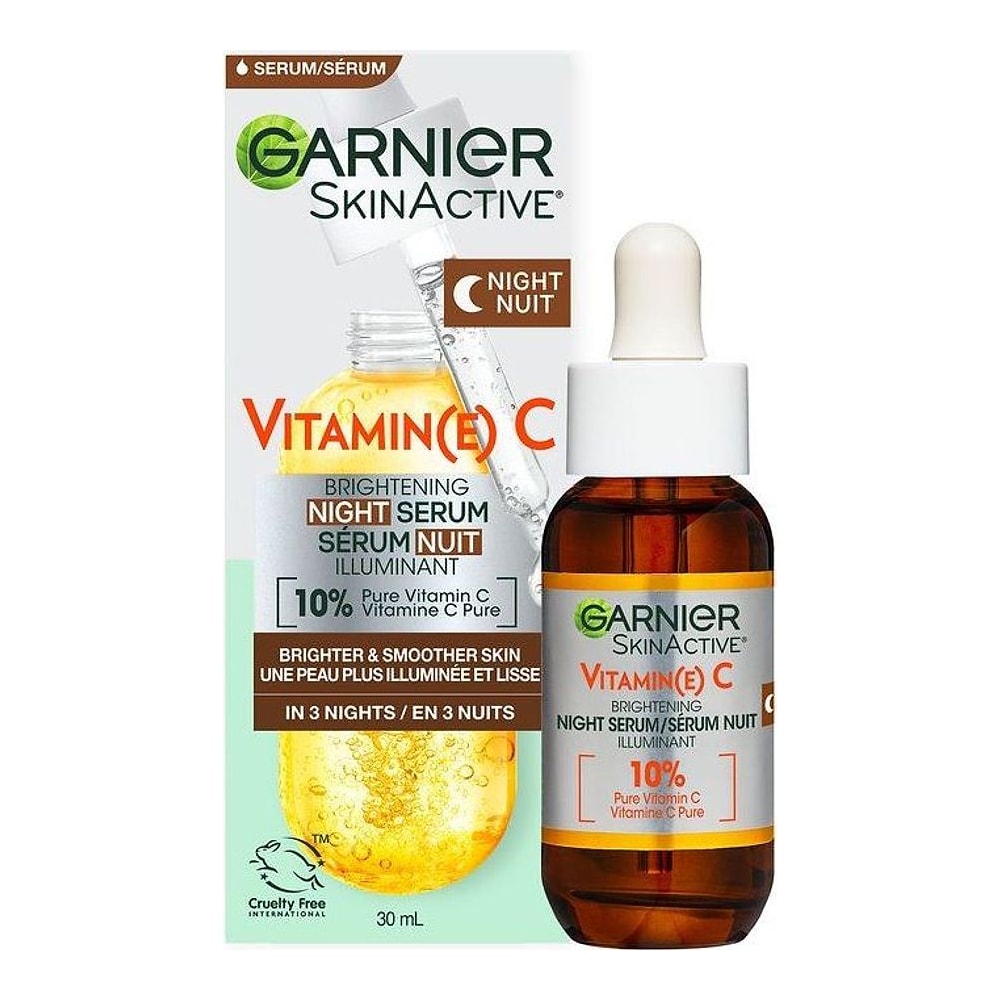 SERUM/SÉRUM
GARNIER
SKINACTIVE®
NIGHT
NUIT
VITAMIN(E) C
BRIGHTENING
NIGHT SERUM
SÉRUM NUIT
ILLUMINANT
10% Pure Vitamin C
Vitamine C Pure
BRIGHTER & SMOOTHER SKIN
UNE PEAU PLUS ILLUMINÉE ET LISSE
IN 3 NIGHTS / EN 3 NUITS
TM
Cruelty Free
INTERNATIONAL
30 mL
GARNIER
SKINACTIVE®
VITAMIN(E) C
BRIGHTENING
NIGHT SERUM/SÉRUM NUIT
ILLUMINANT
10%
Pure Vitamin C
Vitamine C Pure